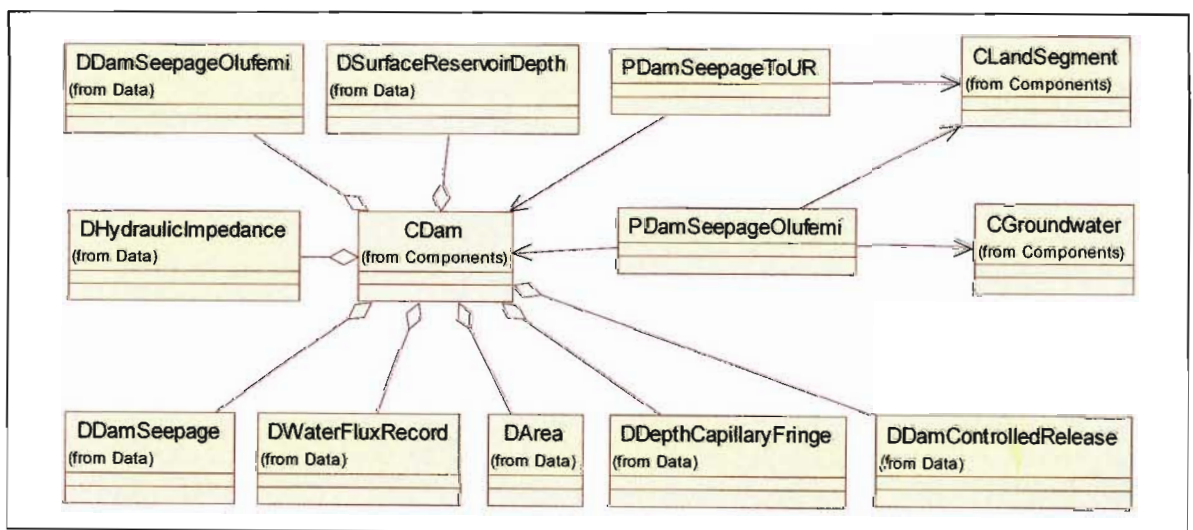 DDamSeepageOlufemi
(from Data)
DSurfaceReservoirDepth
(from Data)
PDamSeepageToUR
CLandSegment
(from Components)
DHydraulicImpedance
(from Data)
CDam
(from Components)
PDamSeepageOlufemi
CGroundwater
(from Components)
DDamSeepage
(from Data)
DWaterFluxRecord
(from Data)
DArea
(from Data)
DDepthCapillaryFringe
(from Data)
DDamControlledRelease
(from Data)